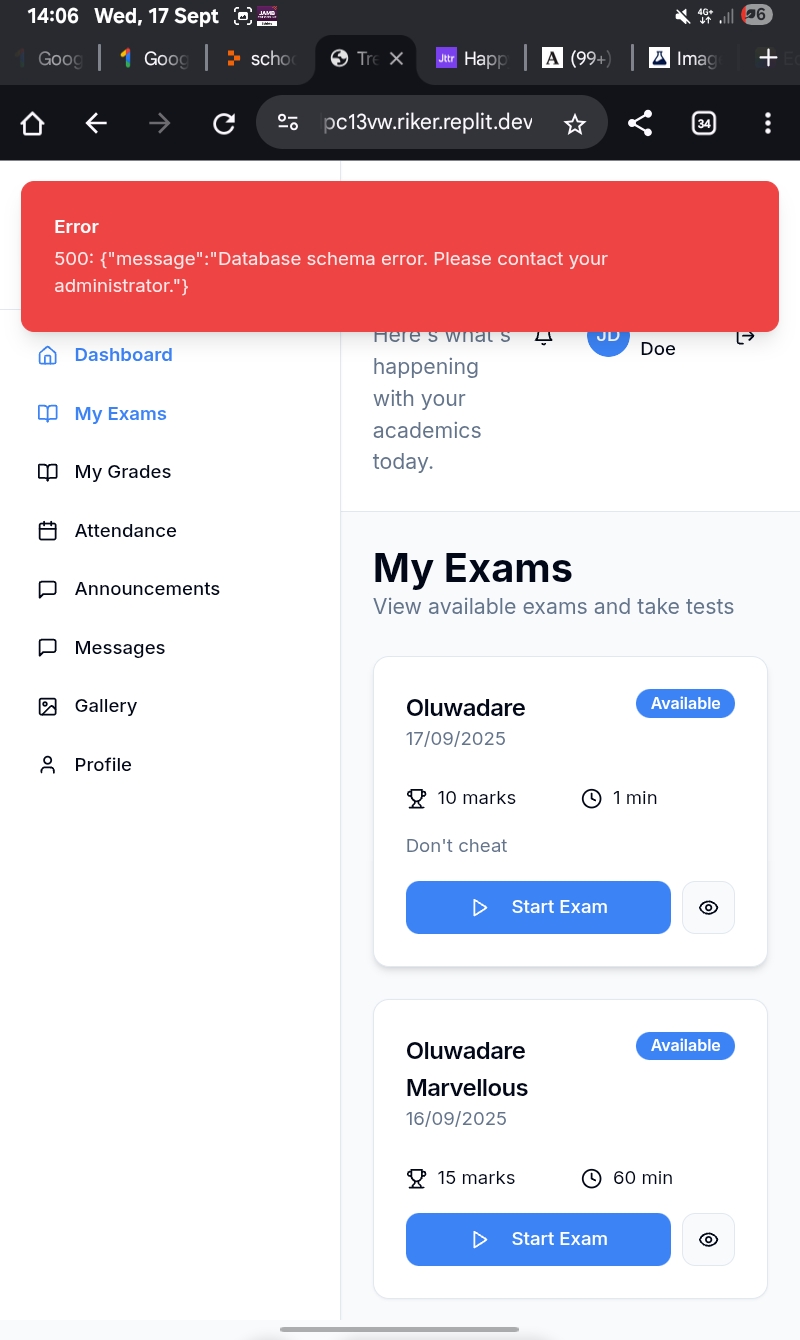 14:06 Wed, 17 Sept
4G+
6
Goog
Goog
schoo
Tre
Jttr Happ
A (99+)
Imag
pc13vw.riker.replit.dev
34
Error
500: {"message":"Database schema error. Please contact your
administrator."}
Here's what's
happening
with your
academics
today.
JD
Doe
Dashboard
My Exams
My Grades
Attendance
Announcements
Messages
Gallery
Profile
My Exams
View available exams and take tests
Oluwadare
Available
17/09/2025
10 marks
1 min
Don't cheat
Start Exam
Oluwadare
Marvellous
Available
16/09/2025
15 marks
60 min
Start Exam